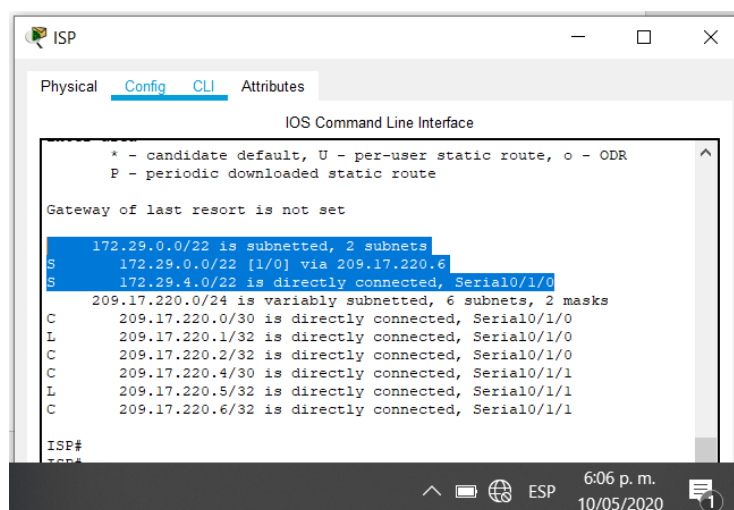 ISP
Physical Config CLI Attributes
IOS Command Line Interface
* - candidate default, U - per-user static route, o - ODR
P - periodic downloaded static route
Gateway of last resort is not set
172.29.0.0/22 is subnetted, 2 subnets
S 172.29.0.0/22 [1/0] via 209.17.220.6
S 172.29.4.0/22 is directly connected, Serial0/1/0
209.17.220.0/24 is variably subnetted, 6 subnets, 2 masks
C 209.17.220.0/30 is directly connected, Serial0/1/0
L 209.17.220.1/32 is directly connected, Serial0/1/0
C 209.17.220.2/32 is directly connected, Serial0/1/0
C 209.17.220.4/30 is directly connected, Serial0/1/1
L 209.17.220.5/32 is directly connected, Serial0/1/1
C 209.17.220.6/32 is directly connected, Serial0/1/1
ISP#
ESP 6:06 p. m.
10/05/2020 1